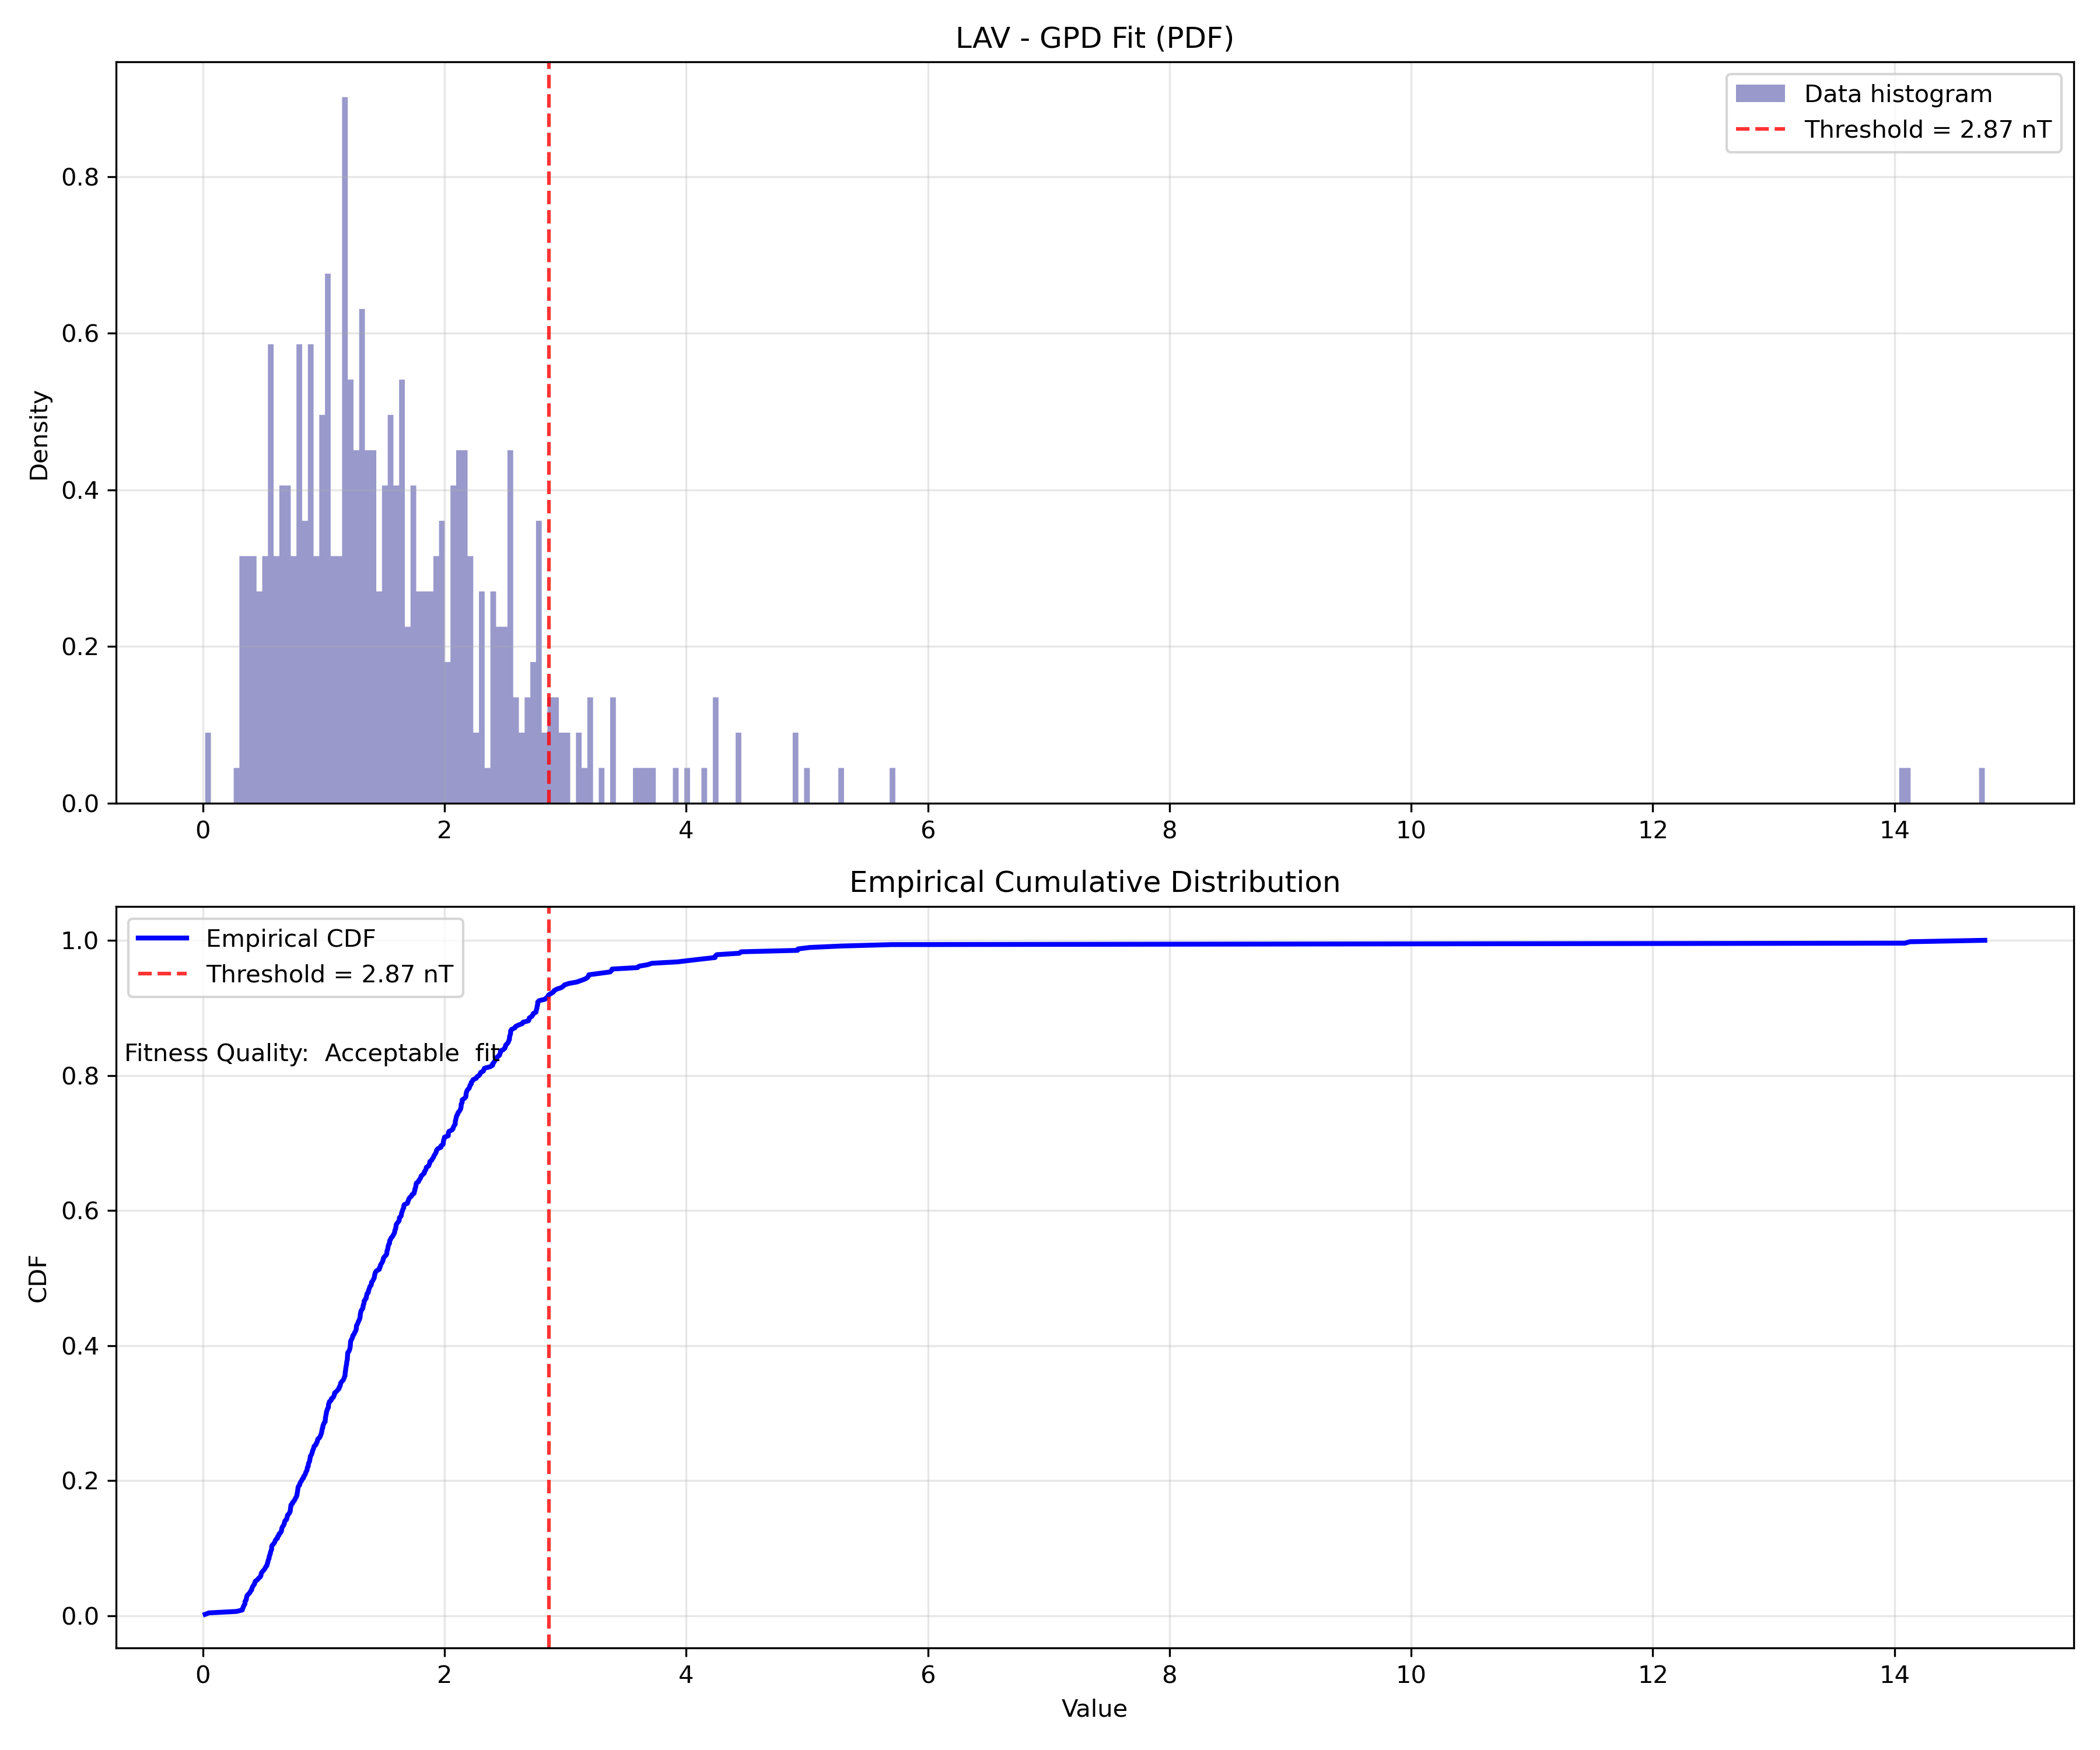 LAV - GPD Fit (PDF)
Data histogram
Threshold = 2.87 nT
Density
0.8
0.6
0.4
0.2
0.0
0 2 4 6 8 10 12 14
Empirical Cumulative Distribution
Empirical CDF
Threshold = 2.87 nT
Fitness Quality:  Acceptable  fit
CDF
1.0
0.8
0.6
0.4
0.2
0.0
0 2 4 6 8 10 12 14
Value